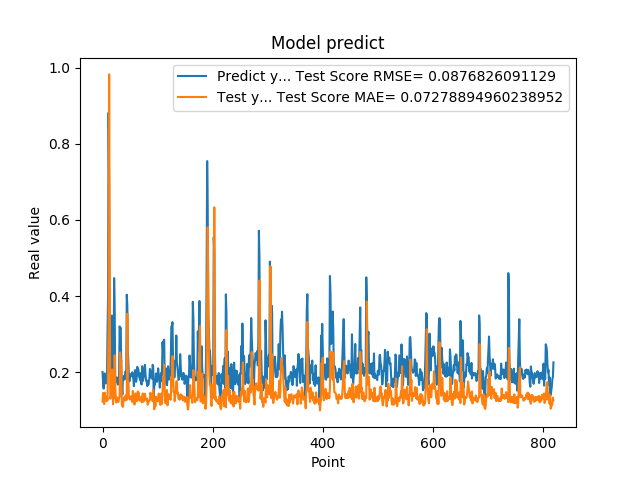 Model predict
Predict y... Test Score RMSE= 0.0876826091129
Test y... Test Score MAE= 0.07278894960238952
1.0
0.8
0.6
0.4
0.2
Real value
0 200 400 600 800
Point